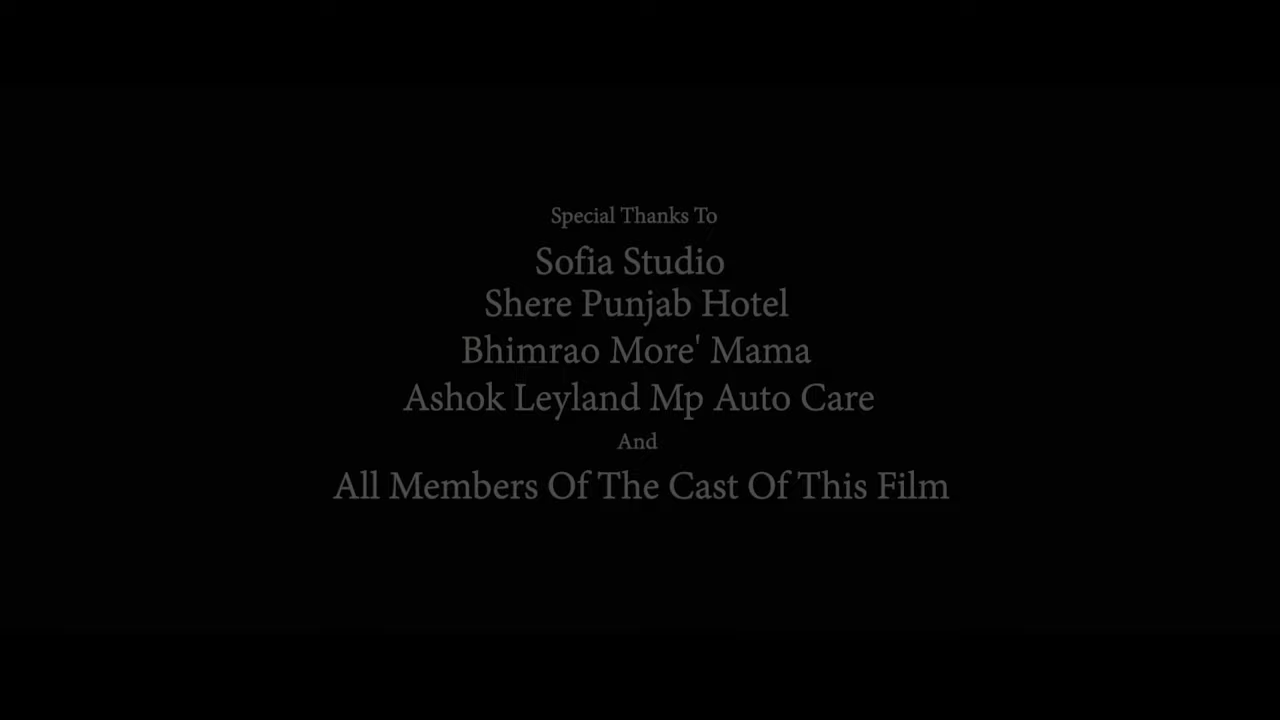 Special Thanks To
Sofia Studio
Shere Punjab Hotel
Bhimrao More' Mama
Ashok Leyland Mp Auto Care
And
All Members Of The Cast Of This Film